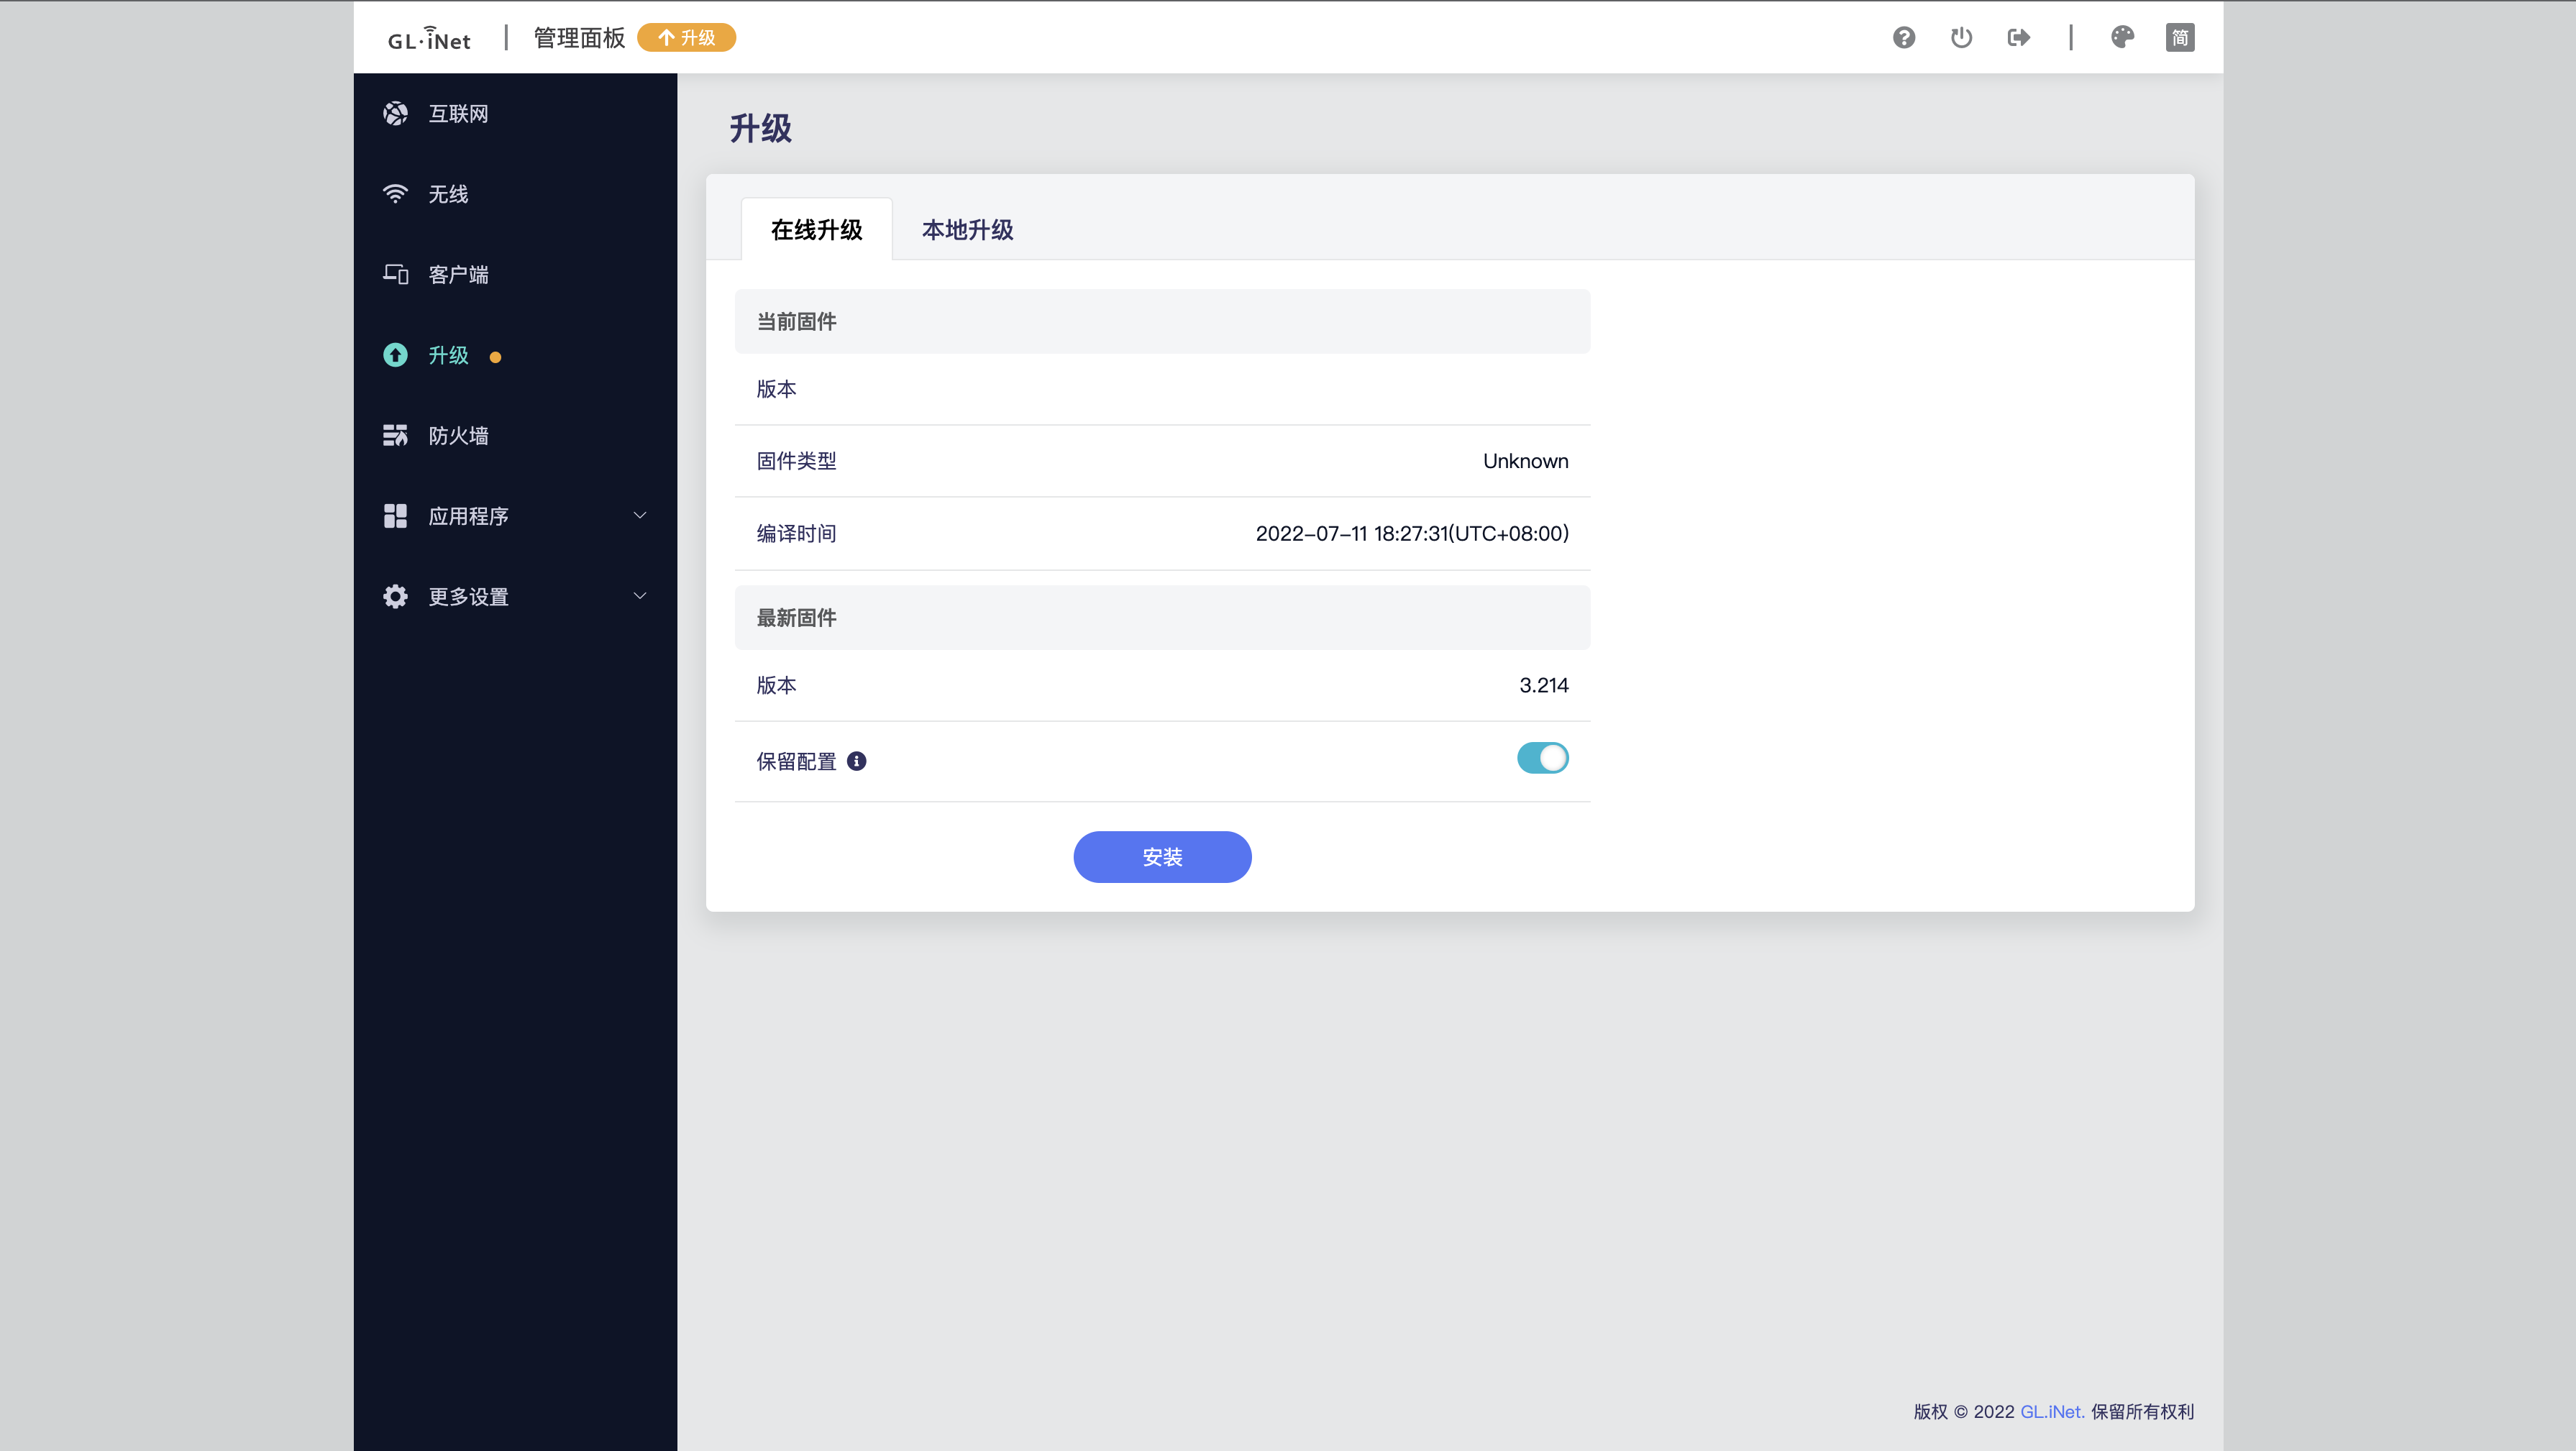 GL·iNet | 管理面板 升级
简
互联网
无线
客户端
升级
防火墙
应用程序
更多设置
升级
在线升级 本地升级
当前固件
版本
固件类型 Unknown
编译时间 2022-07-11 18:27:31(UTC+08:00)
最新固件
版本 3.214
保留配置
安装
版权 © 2022 GL.iNet. 保留所有权利